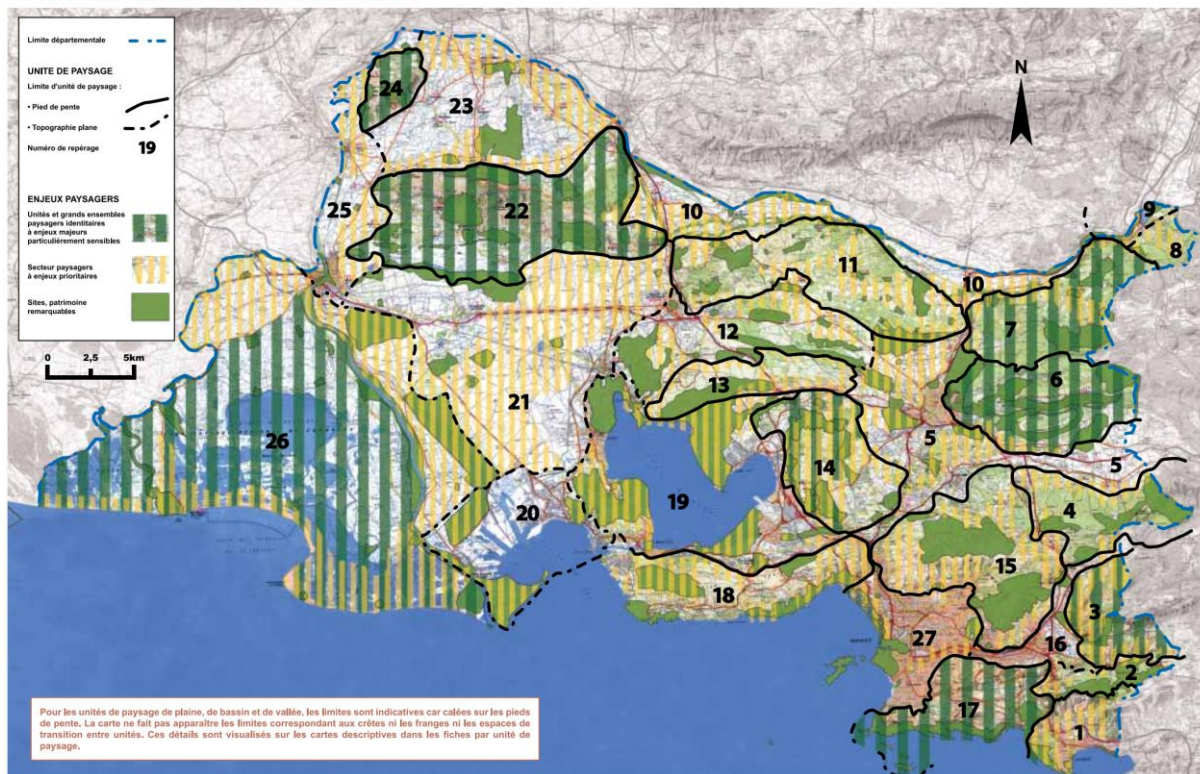 Limite départementale
UNITE DE PAYSAGE
Limite d'unité de paysage :
• Pied de pente
• Topographie plane
Numéro de repérage 19
ENJEUX PAYSAGERS
Unités et grands ensembles
paysagers identitaires
à enjeux majeurs
particulièrement sensibles
Secteur paysagers
à enjeux prioritaires
Sites, patrimoine
remarquables
0 2,5 5km
N
24
23
25
22
10
9
8
11
10
7
12
6
13
21
26
5
5
14
19
20
4
15
18
3
27
16
2
17
1
Pour les unités de paysage de plaine, de bassin et de vallée, les limites sont indicatives car calées sur les pieds
de pente. La carte ne fait pas apparaître les limites correspondant aux crêtes ni les franges ni les espaces de
transition entre unités. Ces détails sont visualisés sur les cartes descriptives dans les fiches par unité de
paysage.